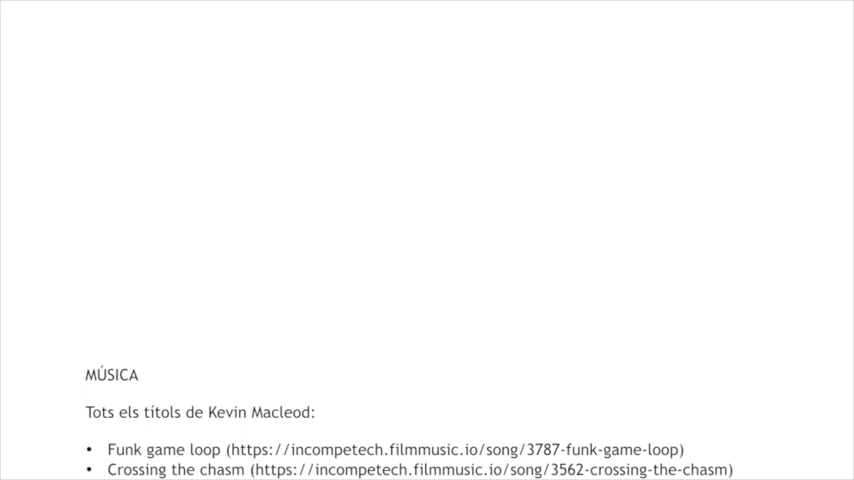 MÚSICA
Tots els títols de Kevin Macleod:
• Funk game loop (https://incompetech.filmmusic.io/song/3787-funk-game-loop)
• Crossing the chasm (https://incompetech.filmmusic.io/song/3562-crossing-the-chasm)